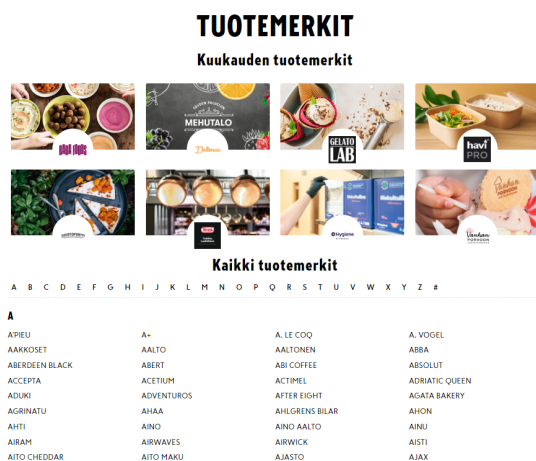 TUOTEMERKIT
Kuukauden tuotemerkit
MEHUTALO
GELATO
LAB
havi
PRO
Hygiene
Vanhan
PORVOON
Kaikki tuotemerkit
A B C D E F G H I J K L M N O P Q R S T U V W X Y Z #
A
A'PIEU A+ A. LE COQ A. VOGEL
AAKKOSET AALTO AALTONEN ABBA
ABERDEEN BLACK ABERT ABI COFFEE ABSOLUT
ACCEPTA ACETIUM ACTIMEL ADRIATIC QUEEN
ADUKI ADVENTUROS AFTER EIGHT AGATA BAKERY
AGRINATU AHAA AHLGRENS BILAR AHON
AHTI AINO AINO AALTO AINU
AIRAM AIRWAVES AIRWICK AISTI
AITO CHEDDAR AITO MAKU AJASTO AJAX